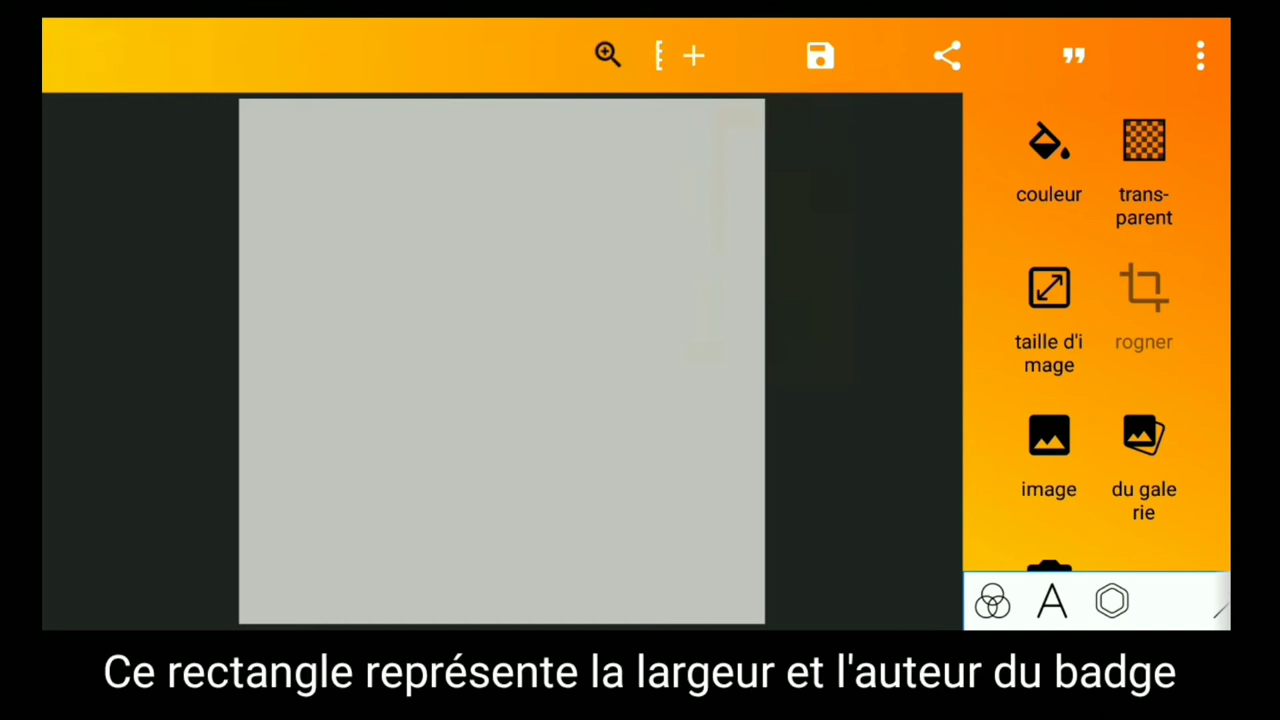 couleur
trans-
parent
taille d'i
mage
rogner
image
du gale
rie
A
Ce rectangle représente la largeur et l'auteur du badge